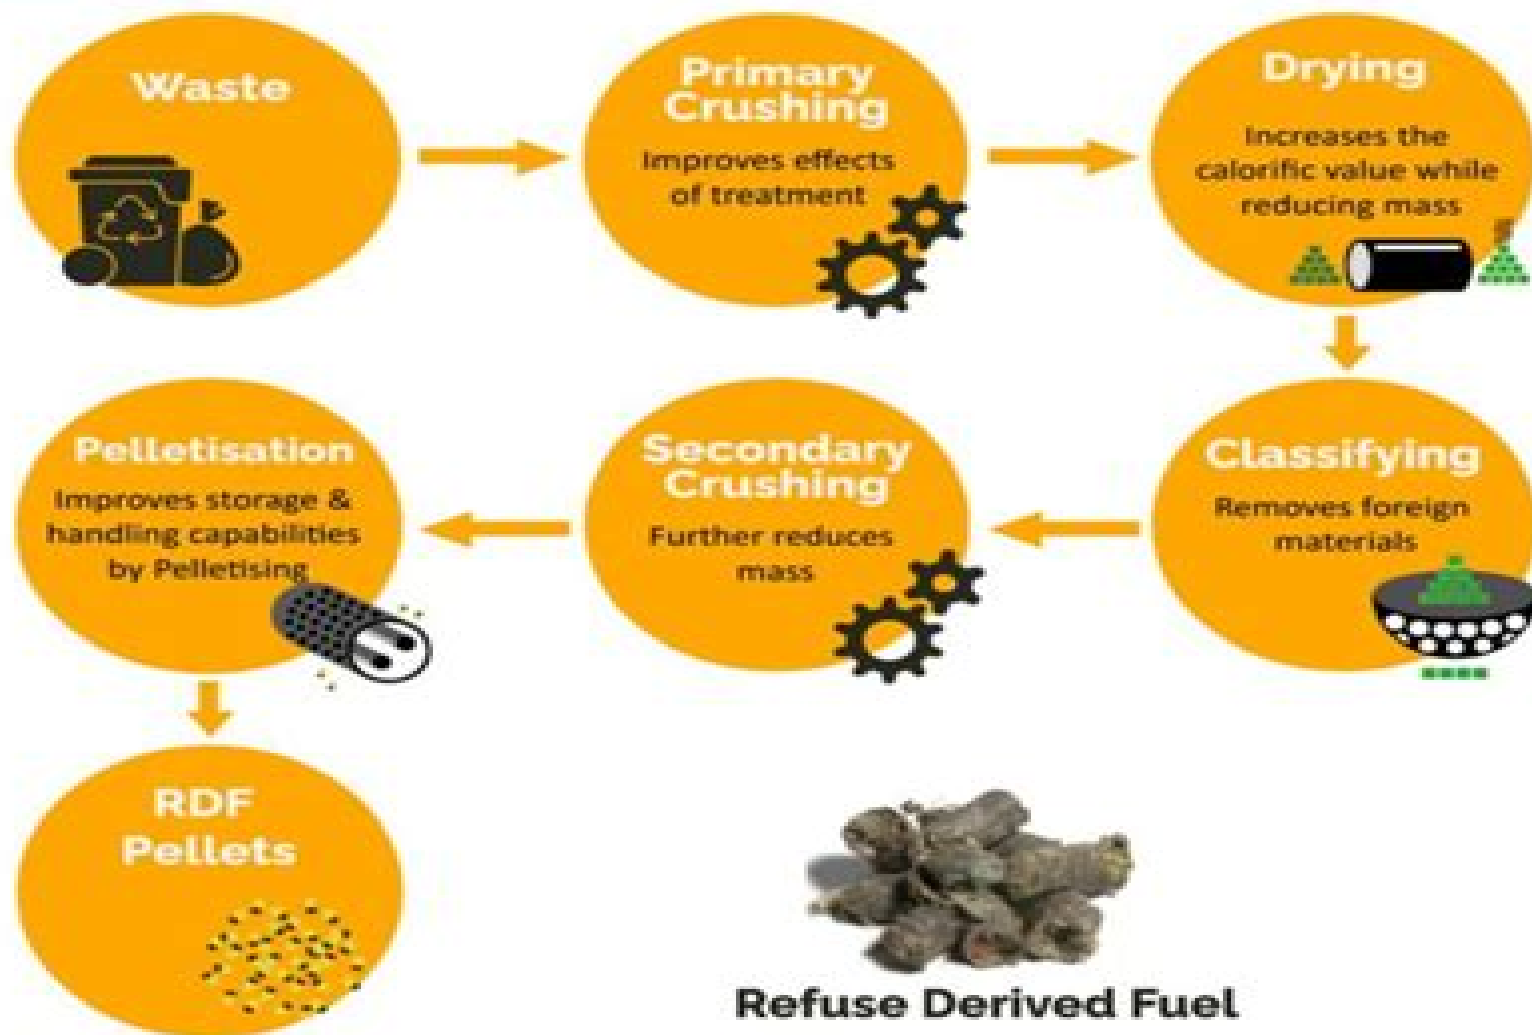 Waste
Primary
Crushing
Improves effects
of treatment
Drying
Increases the
calorific value while
reducing mass
Classifying
Removes foreign
materials
Secondary
Crushing
Further reduces
mass
Pelletisation
Improves storage &
handling capabilities
by Pelletising
RDF
Pellets
Refuse Derived Fuel